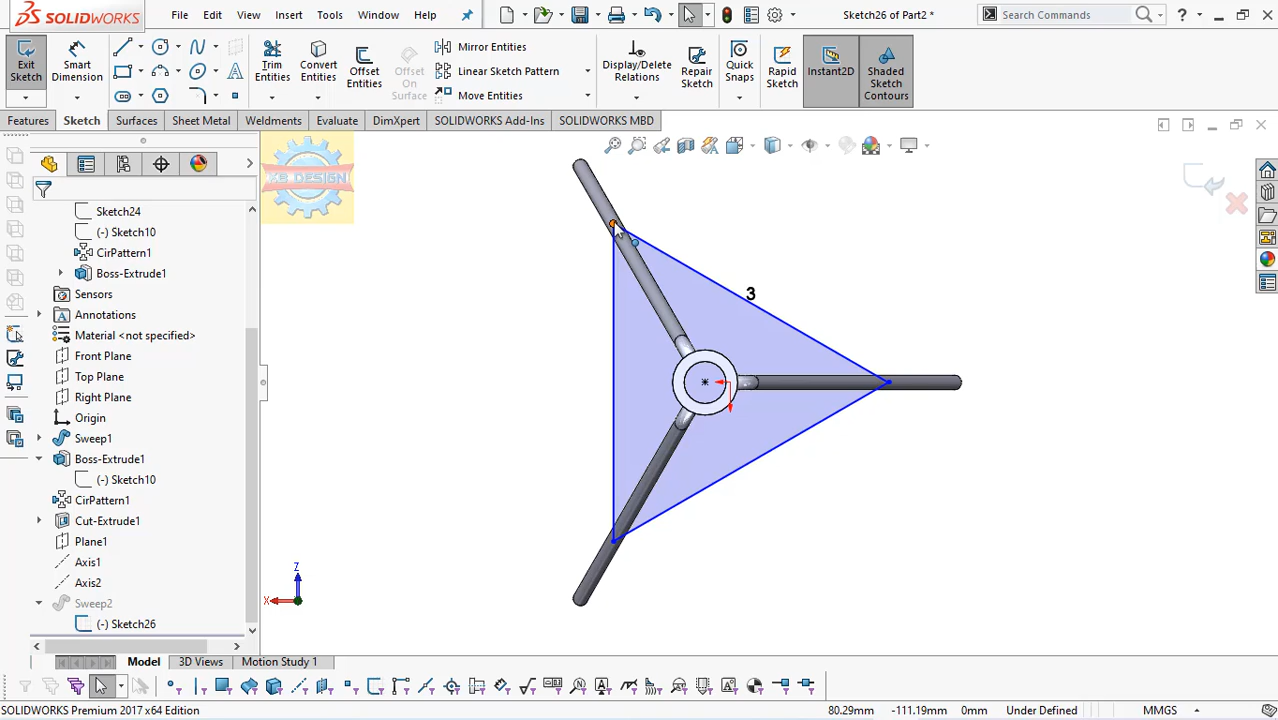 SOLIDWORKS
File
Edit
View
Insert
Tools
Window
Help
Sketch26 of Part2 *
Search Commands
?
Exit Sketch
Smart Dimension
Trim Entities
Convert Entities
Offset Entities
Offset On Surface
Mirror Entities
Linear Sketch Pattern
Move Entities
Display/Delete Relations
Repair Sketch
Quick Snaps
Rapid Sketch
Instant2D
Shaded Sketch Contours
Features
Sketch
Surfaces
Sheet Metal
Weldments
Evaluate
DimXpert
SOLIDWORKS Add-Ins
SOLIDWORKS MBD
Sketch24
(-) Sketch10
CirPattern1
Boss-Extrude1
Sensors
Annotations
Material <not specified>
Front Plane
Top Plane
Right Plane
Origin
Sweep1
Boss-Extrude1
(-) Sketch10
CirPattern1
Cut-Extrude1
Plane1
Axis1
Axis2
Sweep2
(-) Sketch26
3
Z
X
Model
3D Views
Motion Study 1
SOLIDWORKS Premium 2017 x64 Edition
80.29mm
-111.19mm
0mm
Under Defined
MMGS